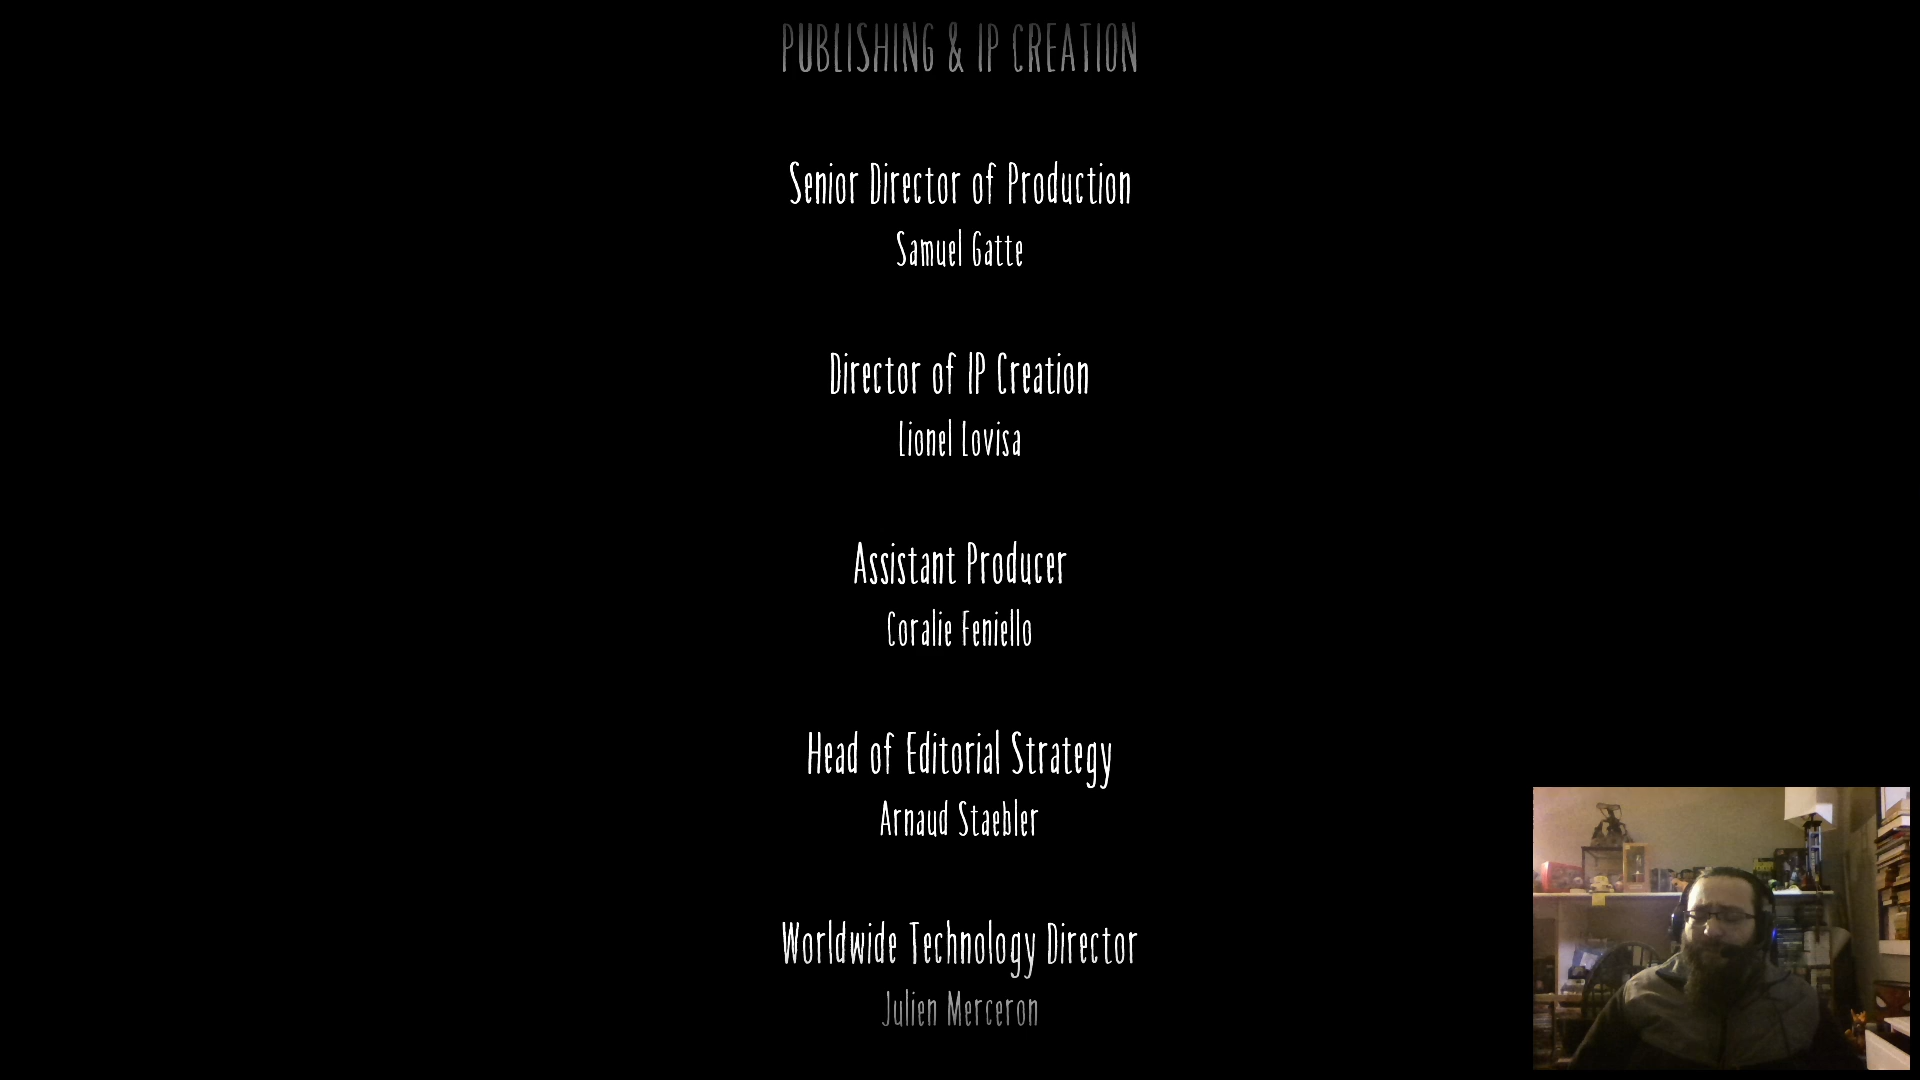 PUBLISHING & IP CREATION
Senior Director of Production
Samuel Gatte
Director of IP Creation
Lionel Lovisa
Assistant Producer
Coralie Feniello
Head of Editorial Strategy
Arnaud Staebler
Worldwide Technology Director
Julien Merceron